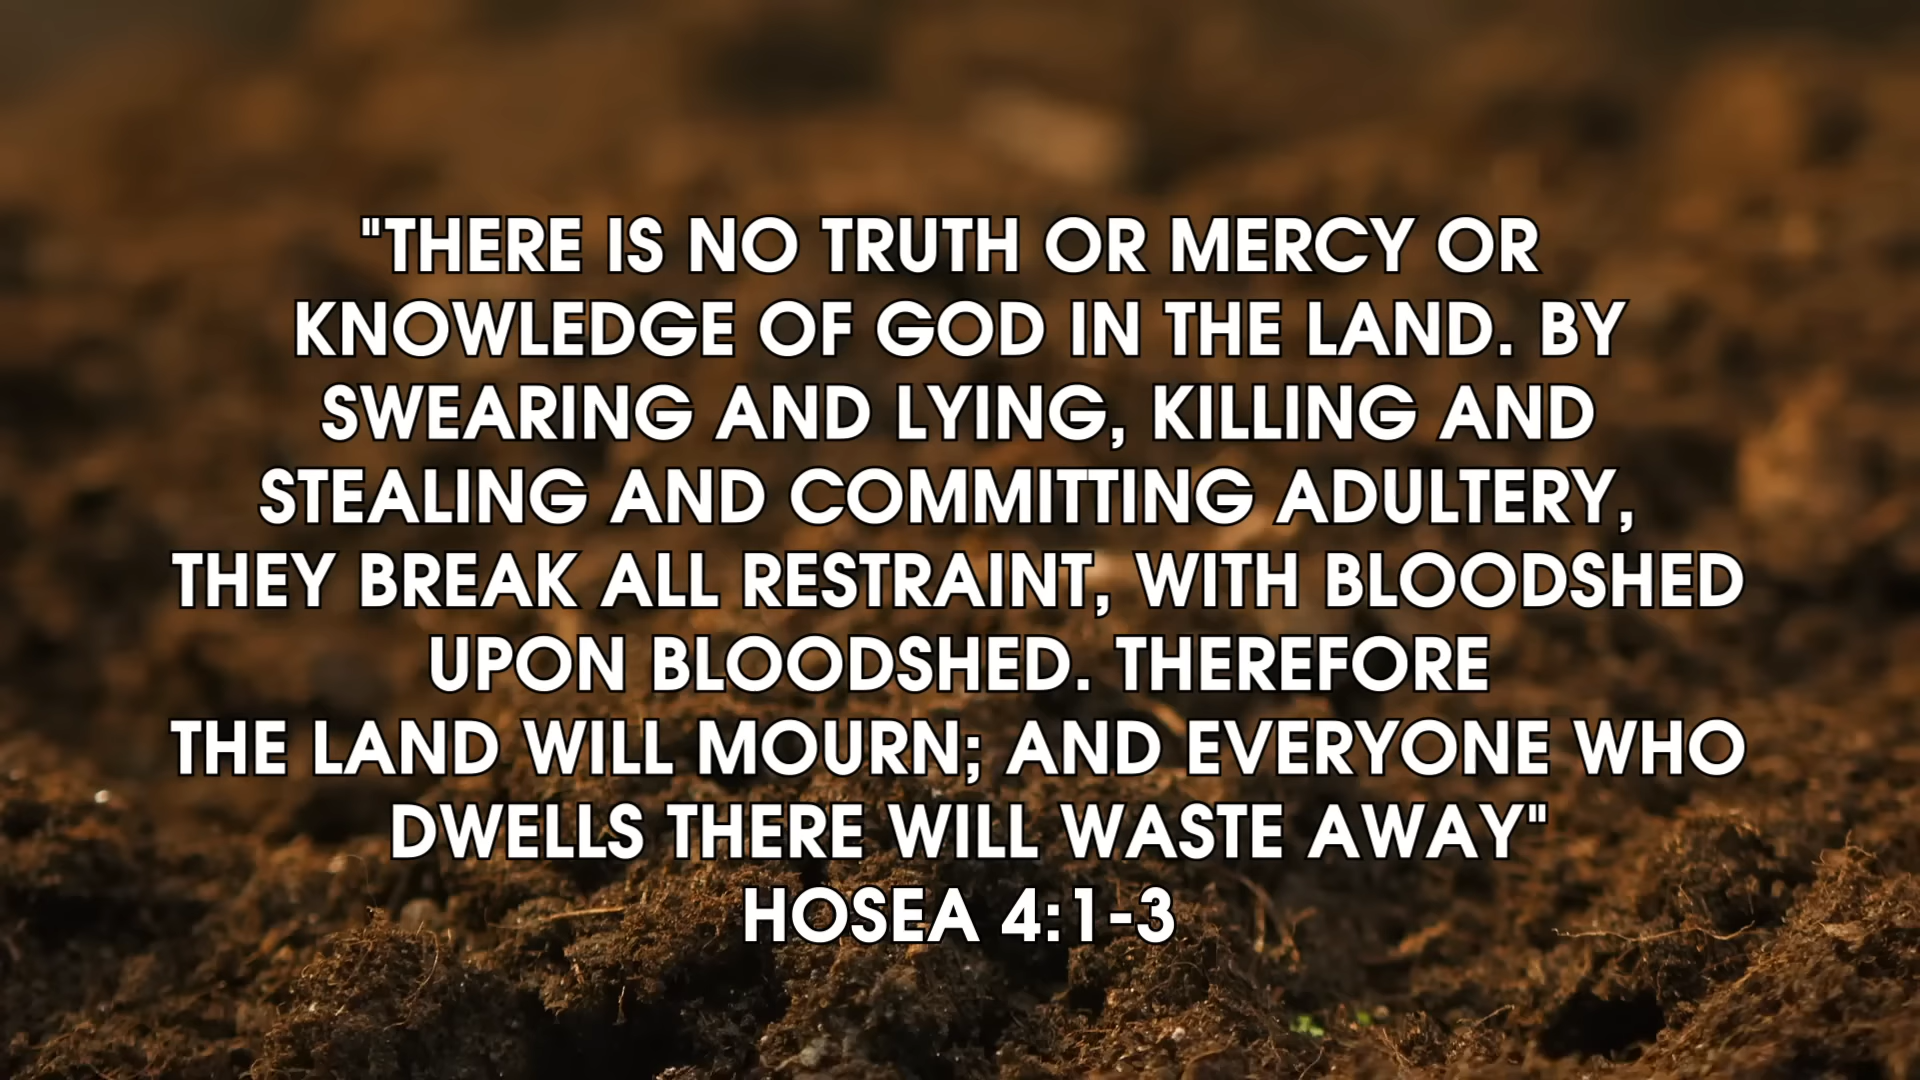 "THERE IS NO TRUTH OR MERCY OR
KNOWLEDGE OF GOD IN THE LAND. BY
SWEARING AND LYING, KILLING AND
STEALING AND COMMITTING ADULTERY,
THEY BREAK ALL RESTRAINT, WITH BLOODSHED
UPON BLOODSHED. THEREFORE
THE LAND WILL MOURN; AND EVERYONE WHO
DWELLS THERE WILL WASTE AWAY"
HOSEA 4:1-3